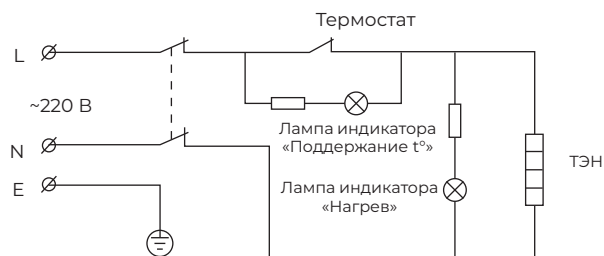 Термостат
L
~220 В
N
E
Лампа индикатора
«Поддержание t°»
Лампа индикатора
«Нагрев»
ТЭН